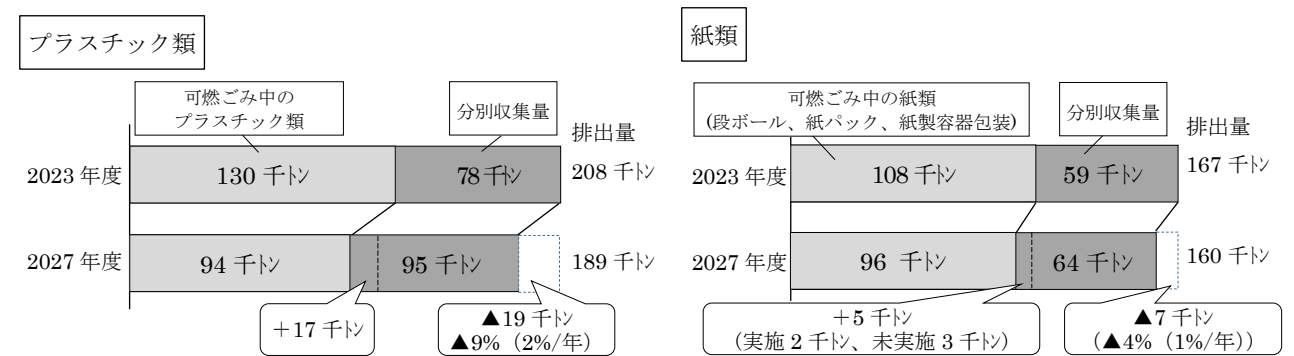 プラスチック類
可燃ごみ中の
プラスチック類
分別収集量
排出量
2023 年度
130 千トン
78 千トン
208 千トン
2027 年度
94 千トン
95 千トン
189 千トン
+17 千トン
▲19 千トン
▲9%（2%/年）
紙類
可燃ごみ中の紙類
(段ボール、紙パック、紙製容器包装)
分別収集量
排出量
2023 年度
108 千トン
59 千トン
167 千トン
2027 年度
96 千トン
64 千トン
160 千トン
+5 千トン
（実施 2 千トン、未実施 3 千トン）
▲7 千トン
（▲4%（1%/年））